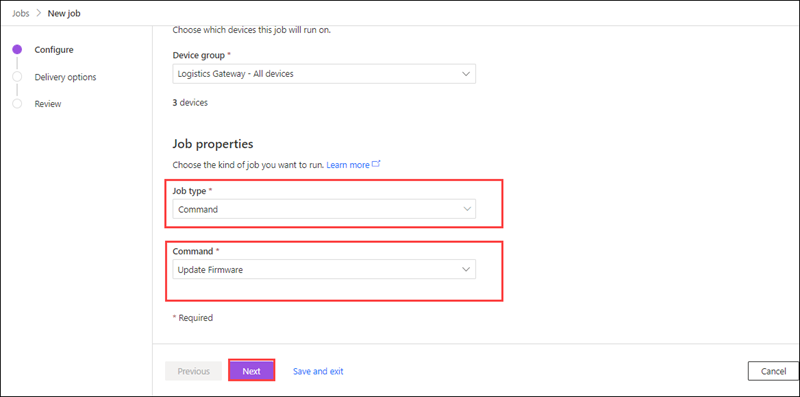 Jobs > New job
Configure
Delivery options
Review
Choose which devices this job will run on.
Device group *
Logistics Gateway - All devices
3 devices
Job properties
Choose the kind of job you want to run. Learn more
Job type *
Command
Command *
Update Firmware
* Required
Previous
Next
Save and exit
Cancel